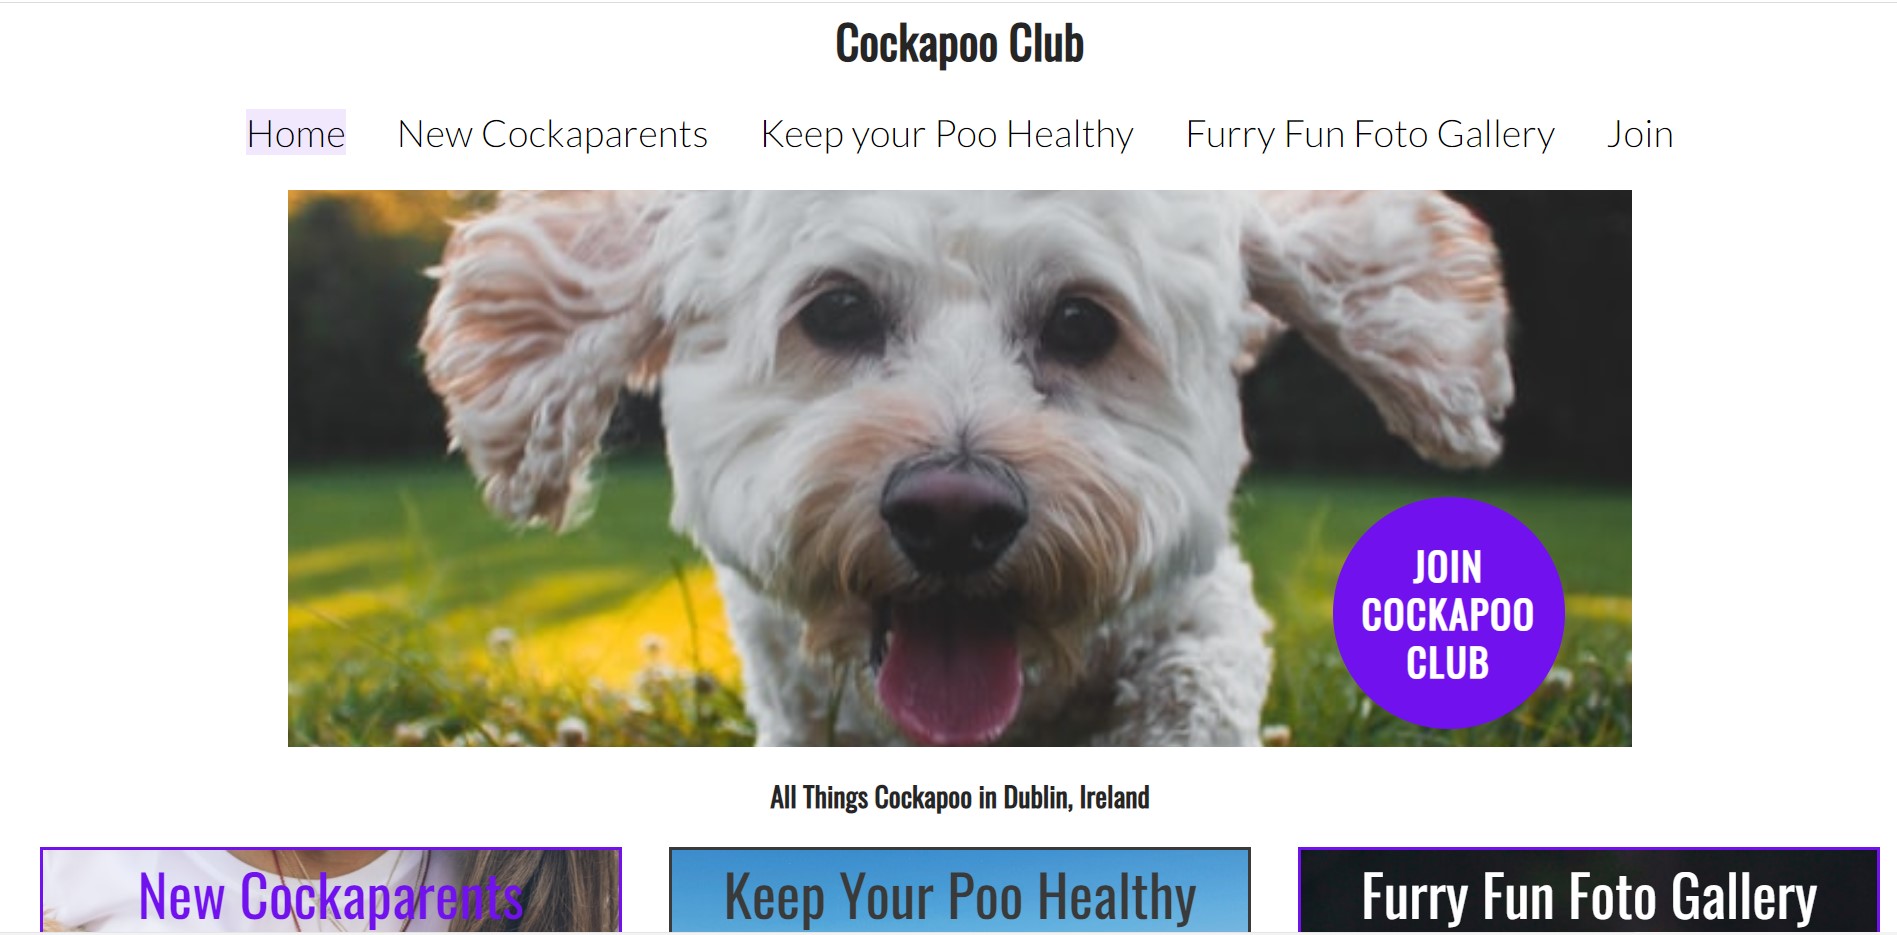 Cockapoo Club
Home New Cockaparents Keep your Poo Healthy Furry Fun Foto Gallery Join
JOIN
COCKAPOO
CLUB
All Things Cockapoo in Dublin, Ireland
New Cockaparents Keep Your Poo Healthy Furry Fun Foto Gallery